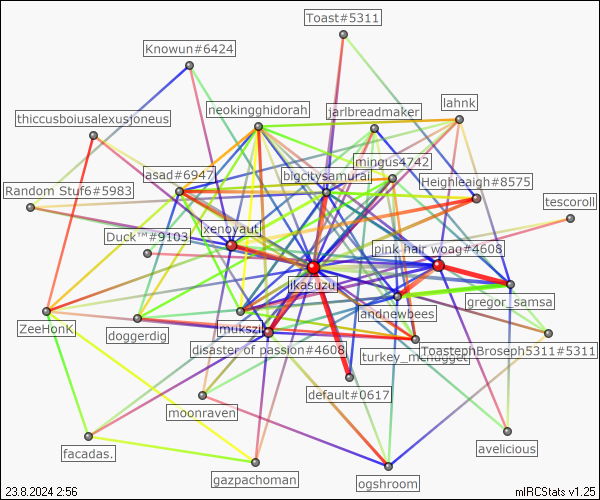 Toast#5311
Knowun#6424
lahnk
neokingghidorah
jarlbreadmaker
thiccusboiusalexusjoneus
mingus4742
asad#6947
bigcitysamurai
Heighleaigh#8575
Random Stuf6#5983
tescoroll
xenoyaut
Duck™#9103
pink hair woag#4608
ikasuzu
gregor_samsa
andnewbees
ZeeHonK
mukszi
doggerdig
disaster of passion#4608
turkey_mcnugget
ToastephBroseph5311#5311
default#0617
moonraven
avelicious
facadas.
gazpachoman
ogshroom
23.8.2024 2:56
mIRCStats v1.25